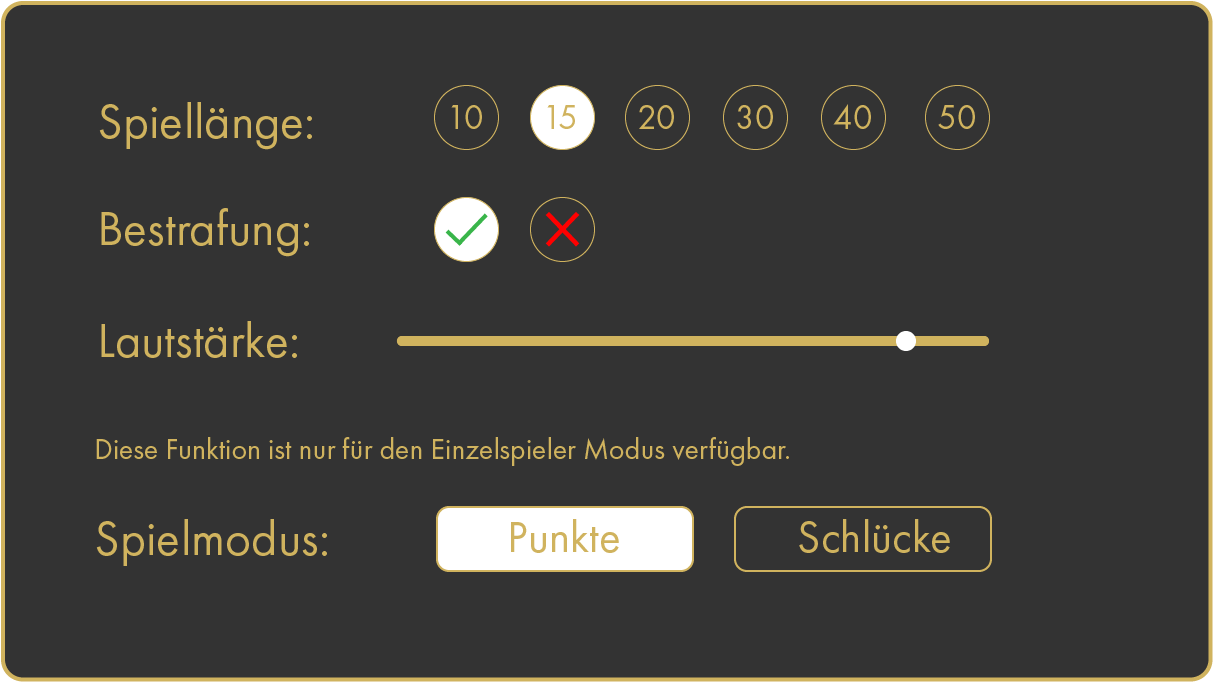 Spiellänge: 10 15 20 30 40 50
Bestrafung:
Lautstärke:
Diese Funktion ist nur für den Einzelspieler Modus verfügbar.
Spielmodus: Punkte Schlücke